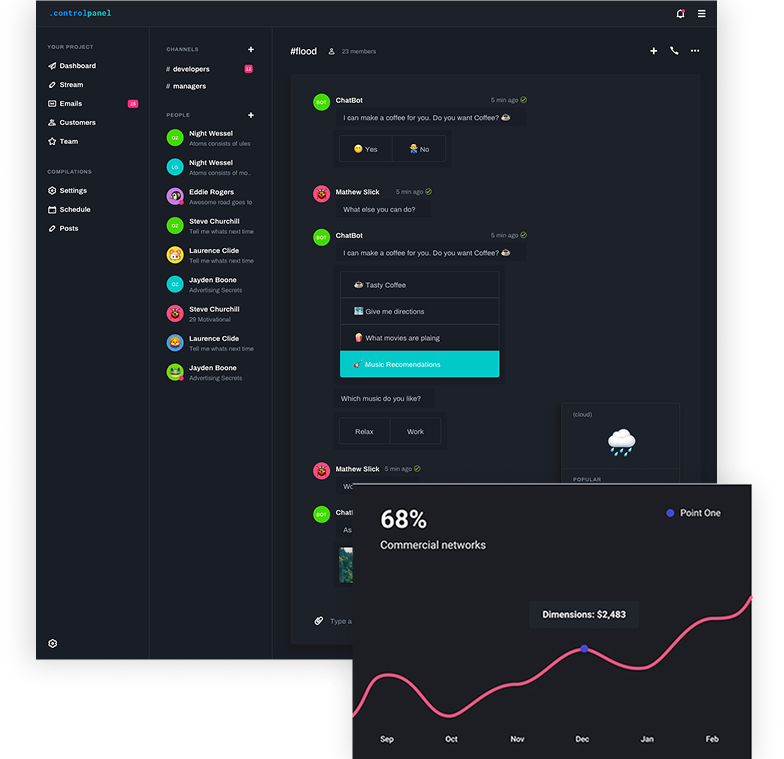 .controlpanel
YOUR PROJECT
Dashboard
Stream
Emails
Customers
Team
COMPILATIONS
Settings
Schedule
Posts
CHANNELS
# developers 12
# managers
PEOPLE
OZ
Night Wessel
Atoms consists of ules
LG
Night Wessel
Atoms consists of mo..
Eddie Rogers
Awesome road goes to
OZ
Steve Churchill
Tell me whats next time
Laurence Clide
Tell me whats next time
OZ
Jayden Boone
Advertising Secrets
Steve Churchill
29 Motivational
Laurence Clide
Tell me whats next time
Jayden Boone
Advertising Secrets
#flood 23 members
BOT
ChatBot 5 min ago
I can make a coffee for you. Do you want Coffee?
Yes No
Mathew Slick 5 min ago
What else you can do?
BOT
ChatBot 5 min ago
I can make a coffee for you. Do you want Coffee?
Tasty Coffee
Give me directions
What movies are plaing
Music Recomendations
Which music do you like?
Relax Work
Mathew Slick 5 min ago
BOT
As
Type a
(cloud)
POPULAR
68%
Commercial networks
Point One
Dimensions: $2,483
Sep Oct Nov Dec Jan Feb